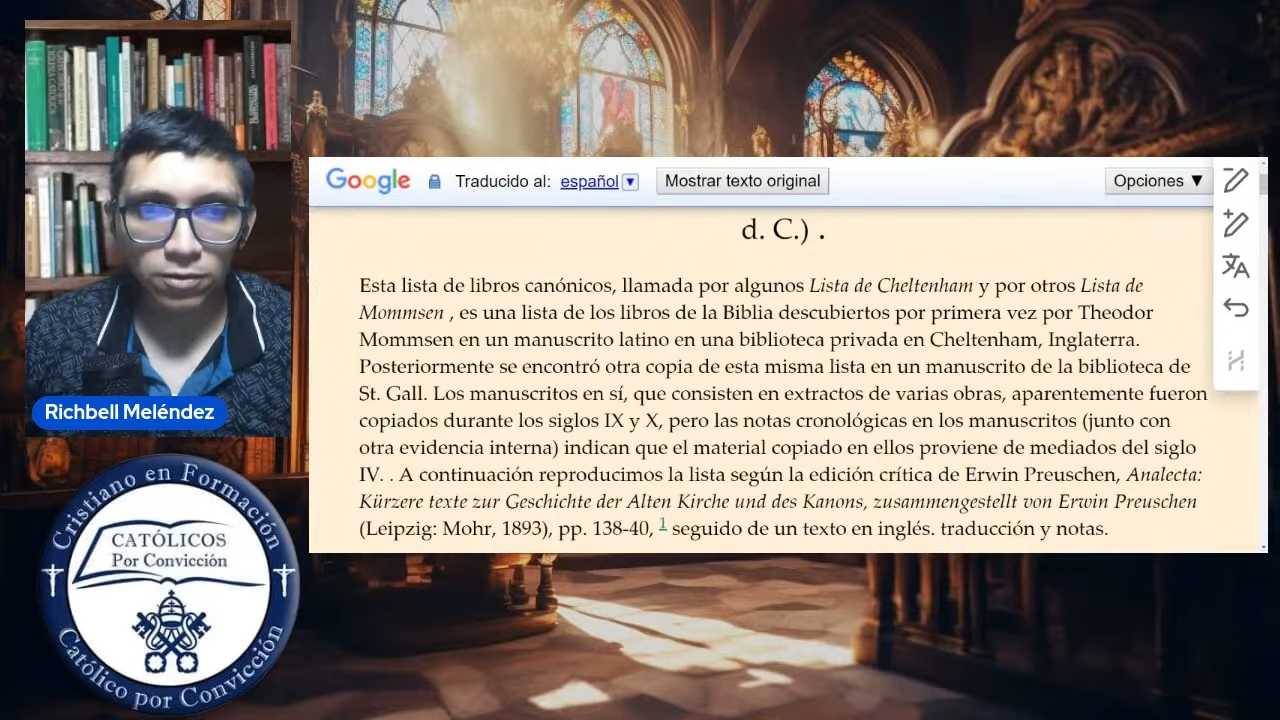 Google Traducido al: español ▼ Mostrar texto original Opciones ▼
d. C.) .
Esta lista de libros canónicos, llamada por algunos Lista de Cheltenham y por otros Lista de
Mommsen , es una lista de los libros de la Biblia descubiertos por primera vez por Theodor
Mommsen en un manuscrito latino en una biblioteca privada en Cheltenham, Inglaterra.
Posteriormente se encontró otra copia de esta misma lista en un manuscrito de la biblioteca de
St. Gall. Los manuscritos en sí, que consisten en extractos de varias obras, aparentemente fueron
copiados durante los siglos IX y X, pero las notas cronológicas en los manuscritos (junto con
otra evidencia interna) indican que el material copiado en ellos proviene de mediados del siglo
IV. . A continuación reproducimos la lista según la edición crítica de Erwin Preuschen, Analecta:
Kürzere texte zur Geschichte der Alten Kirche und des Kanons, zusammengestellt von Erwin Preuschen
(Leipzig: Mohr, 1893), pp. 138-40, 1 seguido de un texto en inglés. traducción y notas.
Richbell Meléndez
Cristiano en Formación
CATÓLICOS
Por Convicción
Católico por Convicción